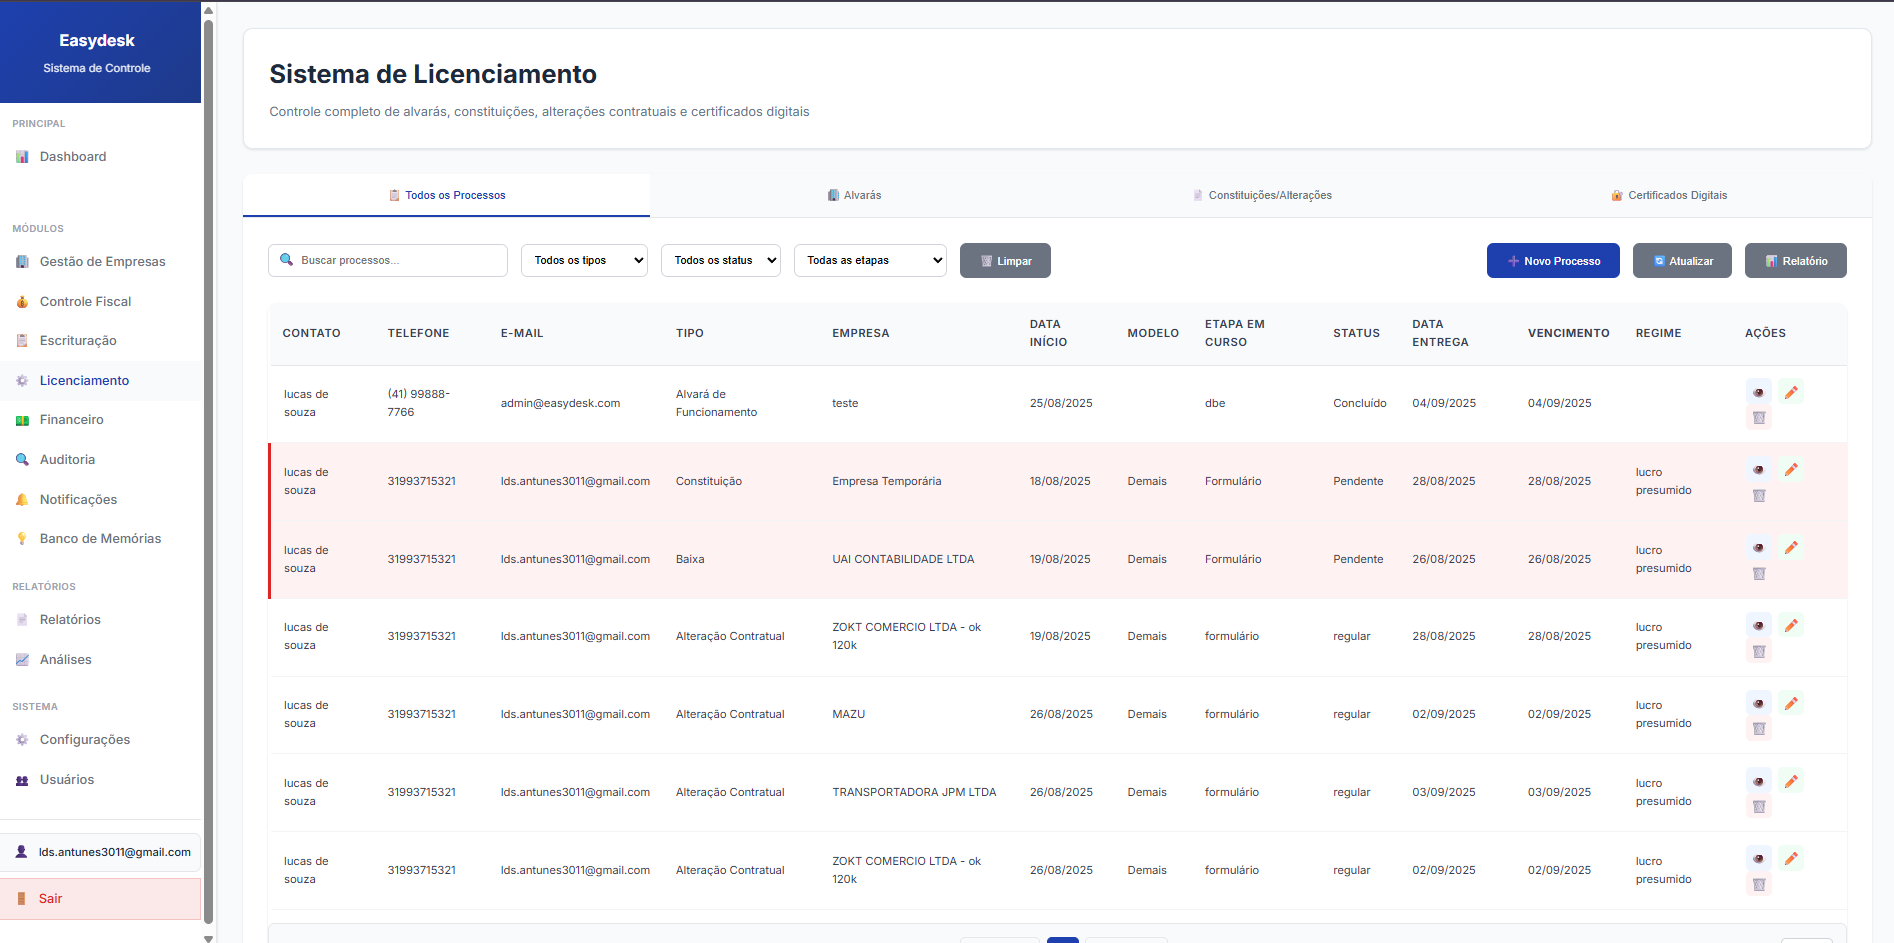 Easydesk
Sistema de Controle
PRINCIPAL
Dashboard
MÓDULOS
Gestão de Empresas
Controle Fiscal
Escrituração
Licenciamento
Financeiro
Auditoria
Notificações
Banco de Memórias
RELATÓRIOS
Relatórios
Análises
SISTEMA
Configurações
Usuários
lds.antunes3011@gmail.com
Sair
Sistema de Licenciamento
Controle completo de alvarás, constituições, alterações contratuais e certificados digitais
Todos os Processos
Alvarás
Constituições/Alterações
Certificados Digitais
Buscar processos...
Todos os tipos
Todos os status
Todas as etapas
Limpar
Novo Processo
Atualizar
Relatório
CONTATO TELEFONE E-MAIL TIPO EMPRESA DATA INÍCIO MODELO ETAPA EM CURSO STATUS DATA ENTREGA VENCIMENTO REGIME AÇÕES
lucas de souza (41) 99888-7766 admin@easydesk.com Alvará de Funcionamento teste 25/08/2025 dbe Concluído 04/09/2025 04/09/2025
lucas de souza 31993715321 lds.antunes3011@gmail.com Constituição Empresa Temporária 18/08/2025 Demais Formulário Pendente 28/08/2025 28/08/2025 lucro presumido
lucas de souza 31993715321 lds.antunes3011@gmail.com Baixa UAI CONTABILIDADE LTDA 19/08/2025 Demais Formulário Pendente 26/08/2025 26/08/2025 lucro presumido
lucas de souza 31993715321 lds.antunes3011@gmail.com Alteração Contratual ZOKT COMERCIO LTDA - ok 120k 19/08/2025 Demais formulário regular 28/08/2025 28/08/2025 lucro presumido
lucas de souza 31993715321 lds.antunes3011@gmail.com Alteração Contratual MAZU 26/08/2025 Demais formulário regular 02/09/2025 02/09/2025 lucro presumido
lucas de souza 31993715321 lds.antunes3011@gmail.com Alteração Contratual TRANSPORTADORA JPM LTDA 26/08/2025 Demais formulário regular 03/09/2025 03/09/2025 lucro presumido
lucas de souza 31993715321 lds.antunes3011@gmail.com Alteração Contratual ZOKT COMERCIO LTDA - ok 120k 26/08/2025 Demais formulário regular 02/09/2025 02/09/2025 lucro presumido